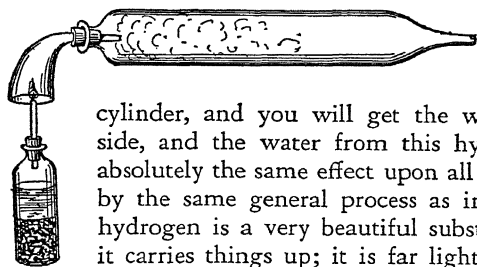 cylinder, and you will get the
side, and the water from this
absolutely the same effect upon all
by the same general process as
hydrogen is a very beautiful
it carries things up; it is far